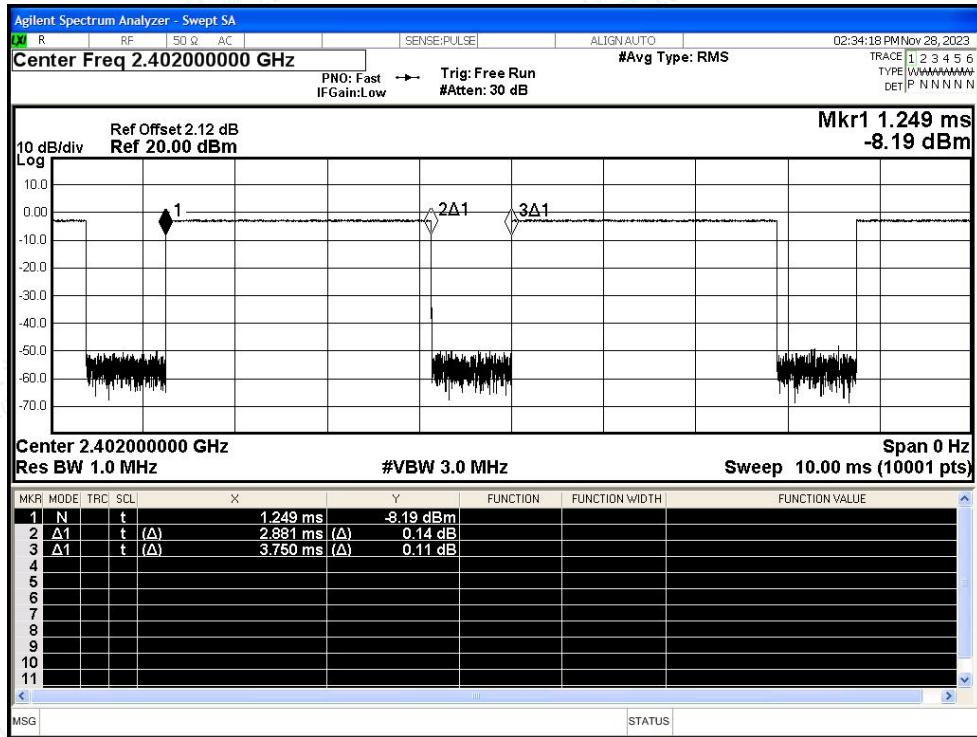 Agilent Spectrum Analyzer - Swept SA
LXI R RF 50 Ω AC SENSE:PULSE ALIGN AUTO 02:34:18 PM Nov 28, 2023
Center Freq 2.402000000 GHz #Avg Type: RMS TRACE 1 2 3 4 5 6
PNO: Fast Trig: Free Run TYPE WWWWWW
IFGain:Low #Atten: 30 dB DET P N N N N N
Mkr1 1.249 ms
Ref Offset 2.12 dB
10 dB/div Ref 20.00 dBm -8.19 dBm
Log
10.0
0.00 1 2Δ1 3Δ1
-10.0
-20.0
-30.0
-40.0
-50.0
-60.0
-70.0
Center 2.402000000 GHz Span 0 Hz
Res BW 1.0 MHz #VBW 3.0 MHz Sweep 10.00 ms (10001 pts)
MKR MODE TRC SCL X Y FUNCTION FUNCTION WIDTH FUNCTION VALUE
1 N t 1.249 ms -8.19 dBm
2 Δ1 t (Δ) 2.881 ms (Δ) 0.14 dB
3 Δ1 t (Δ) 3.750 ms (Δ) 0.11 dB
4
5
6
7
8
9
10
11
MSG STATUS